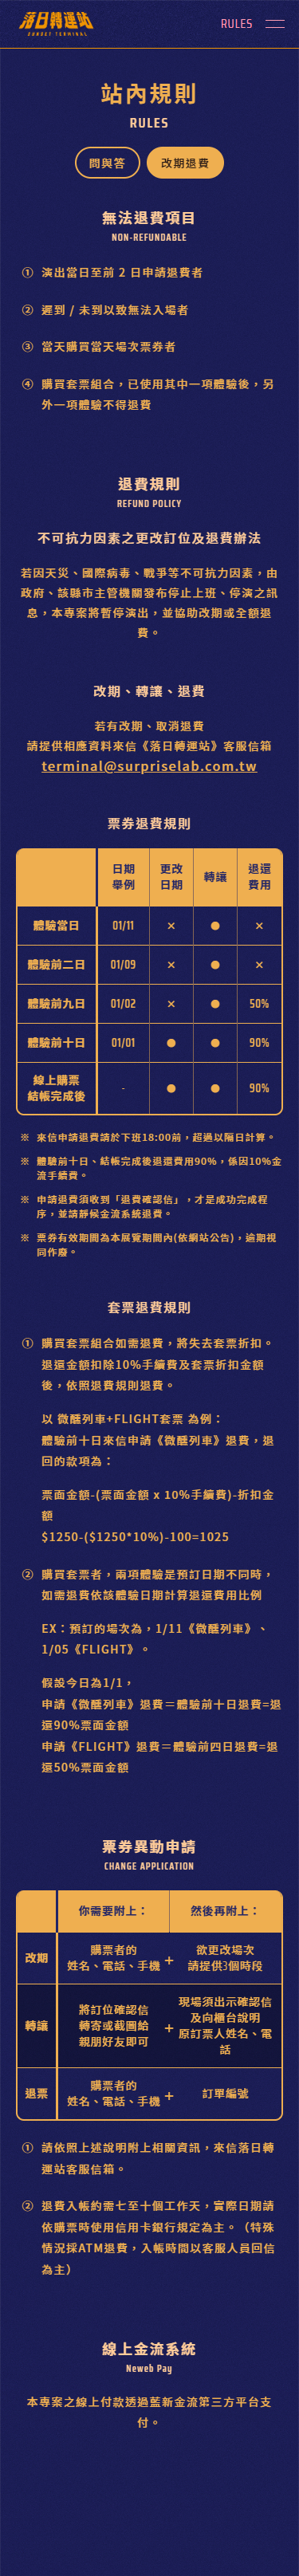 落日轉運站
SUNSET TERMINAL
RULES
站內規則
RULES
問與答
改期退費
無法退費項目
NON-REFUNDABLE
① 演出當日至前 2 日申請退費者
② 遲到 / 未到以致無法入場者
③ 當天購買當天場次票券者
④ 購買套票組合，已使用其中一項體驗後，另
外一項體驗不得退費
退費規則
REFUND POLICY
不可抗力因素之更改訂位及退費辦法
若因天災、國際病毒、戰爭等不可抗力因素，由
政府、該縣市主管機關發布停止上班、停演之訊
息，本專案將暫停演出，並協助改期或全額退
費。
改期、轉讓、退費
若有改期、取消退費
請提供相應資料來信《落日轉運站》客服信箱
terminal@surpriselab.com.tw
票券退費規則
日期
舉例
更改
日期
轉讓
退還
費用
體驗當日 01/11 × ● ×
體驗前二日 01/09 × ● ×
體驗前九日 01/02 × ● 50%
體驗前十日 01/01 ● ● 90%
線上購票
結帳完成後
- ● ● 90%
※ 來信申請退費請於下班18:00前，超過以隔日計算。
※ 體驗前十日、結帳完成後退還費用90%，係因10%金
流手續費。
※ 申請退費須收到「退費確認信」，才是成功完成程
序，並請靜候金流系統退費。
※ 票券有效期間為本展覽期間內(依網站公告)，逾期視
同作廢。
套票退費規則
① 購買套票組合如需退費，將失去套票折扣。
退還金額扣除10%手續費及套票折扣金額
後，依照退費規則退費。
以 微醺列車+FLIGHT套票 為例：
體驗前十日來信申請《微醺列車》退費，退
回的款項為：
票面金額-(票面金額 x 10%手續費)-折扣金
額
$1250-($1250*10%)-100=1025
② 購買套票者，兩項體驗是預訂日期不同時，
如需退費依該體驗日期計算退還費用比例
EX：預訂的場次為，1/11《微醺列車》、
1/05《FLIGHT》。
假設今日為1/1，
申請《微醺列車》退費＝體驗前十日退費=退
還90%票面金額
申請《FLIGHT》退費＝體驗前四日退費=退
還50%票面金額
票券異動申請
CHANGE APPLICATION
你需要附上：
然後再附上：
改期
購票者的
姓名、電話、手機
+
欲更改場次
請提供3個時段
轉讓
將訂位確認信
轉寄或截圖給
親朋好友即可
+
現場須出示確認信
及向櫃台說明
原訂票人姓名、電
話
退票
購票者的
姓名、電話、手機
+
訂單編號
① 請依照上述說明附上相關資訊，來信落日轉
運站客服信箱。
② 退費入帳約需七至十個工作天，實際日期請
依購票時使用信用卡銀行規定為主。（特殊
情況採ATM退費，入帳時間以客服人員回信
為主）
線上金流系統
Neweb Pay
本專案之線上付款透過藍新金流第三方平台支
付。